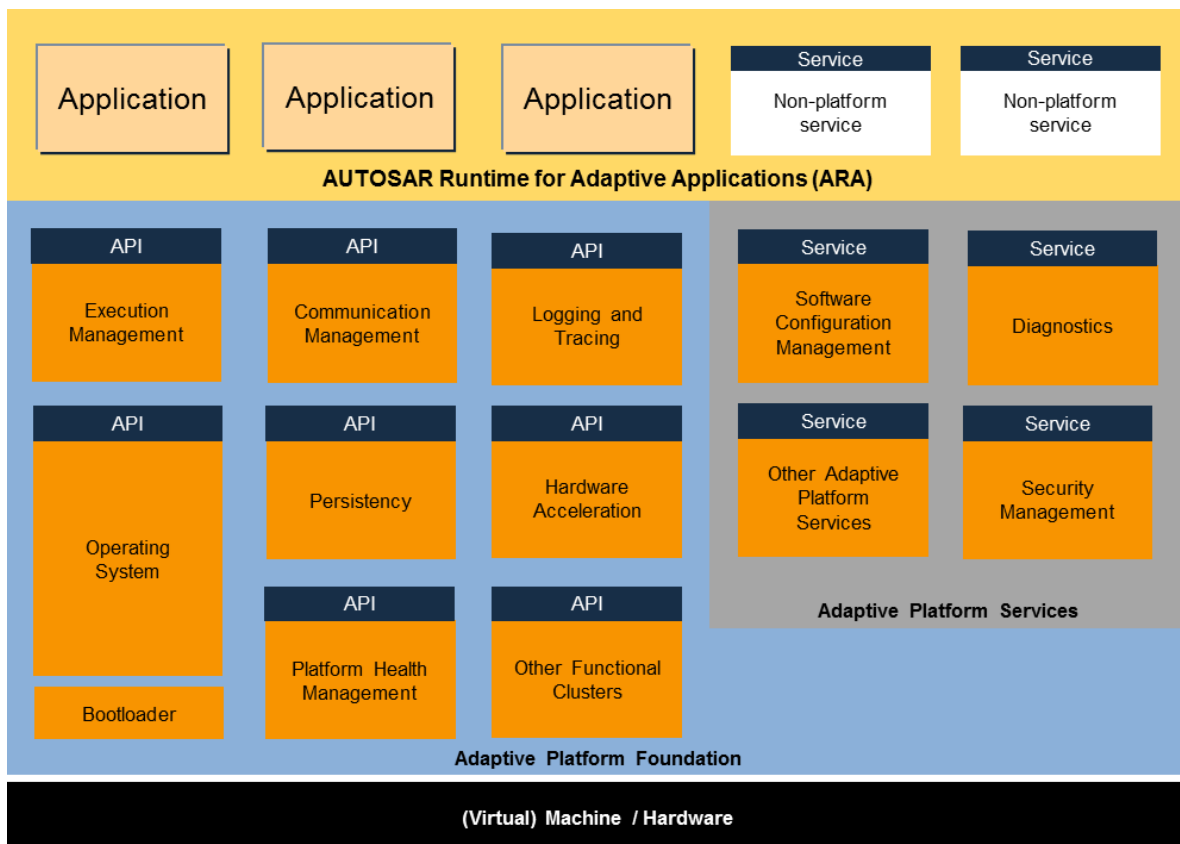 Application
Application
Application
Service
Non-platform
service
Service
Non-platform
service
AUTOSAR Runtime for Adaptive Applications (ARA)
API
Execution
Management
API
Communication
Management
API
Logging and
Tracing
Service
Software
Configuration
Management
Service
Diagnostics
API
Operating
System
API
Persistency
API
Hardware
Acceleration
Service
Other Adaptive
Platform
Services
Service
Security
Management
Adaptive Platform Services
API
Platform Health
Management
API
Other Functional
Clusters
Bootloader
Adaptive Platform Foundation
(Virtual) Machine / Hardware